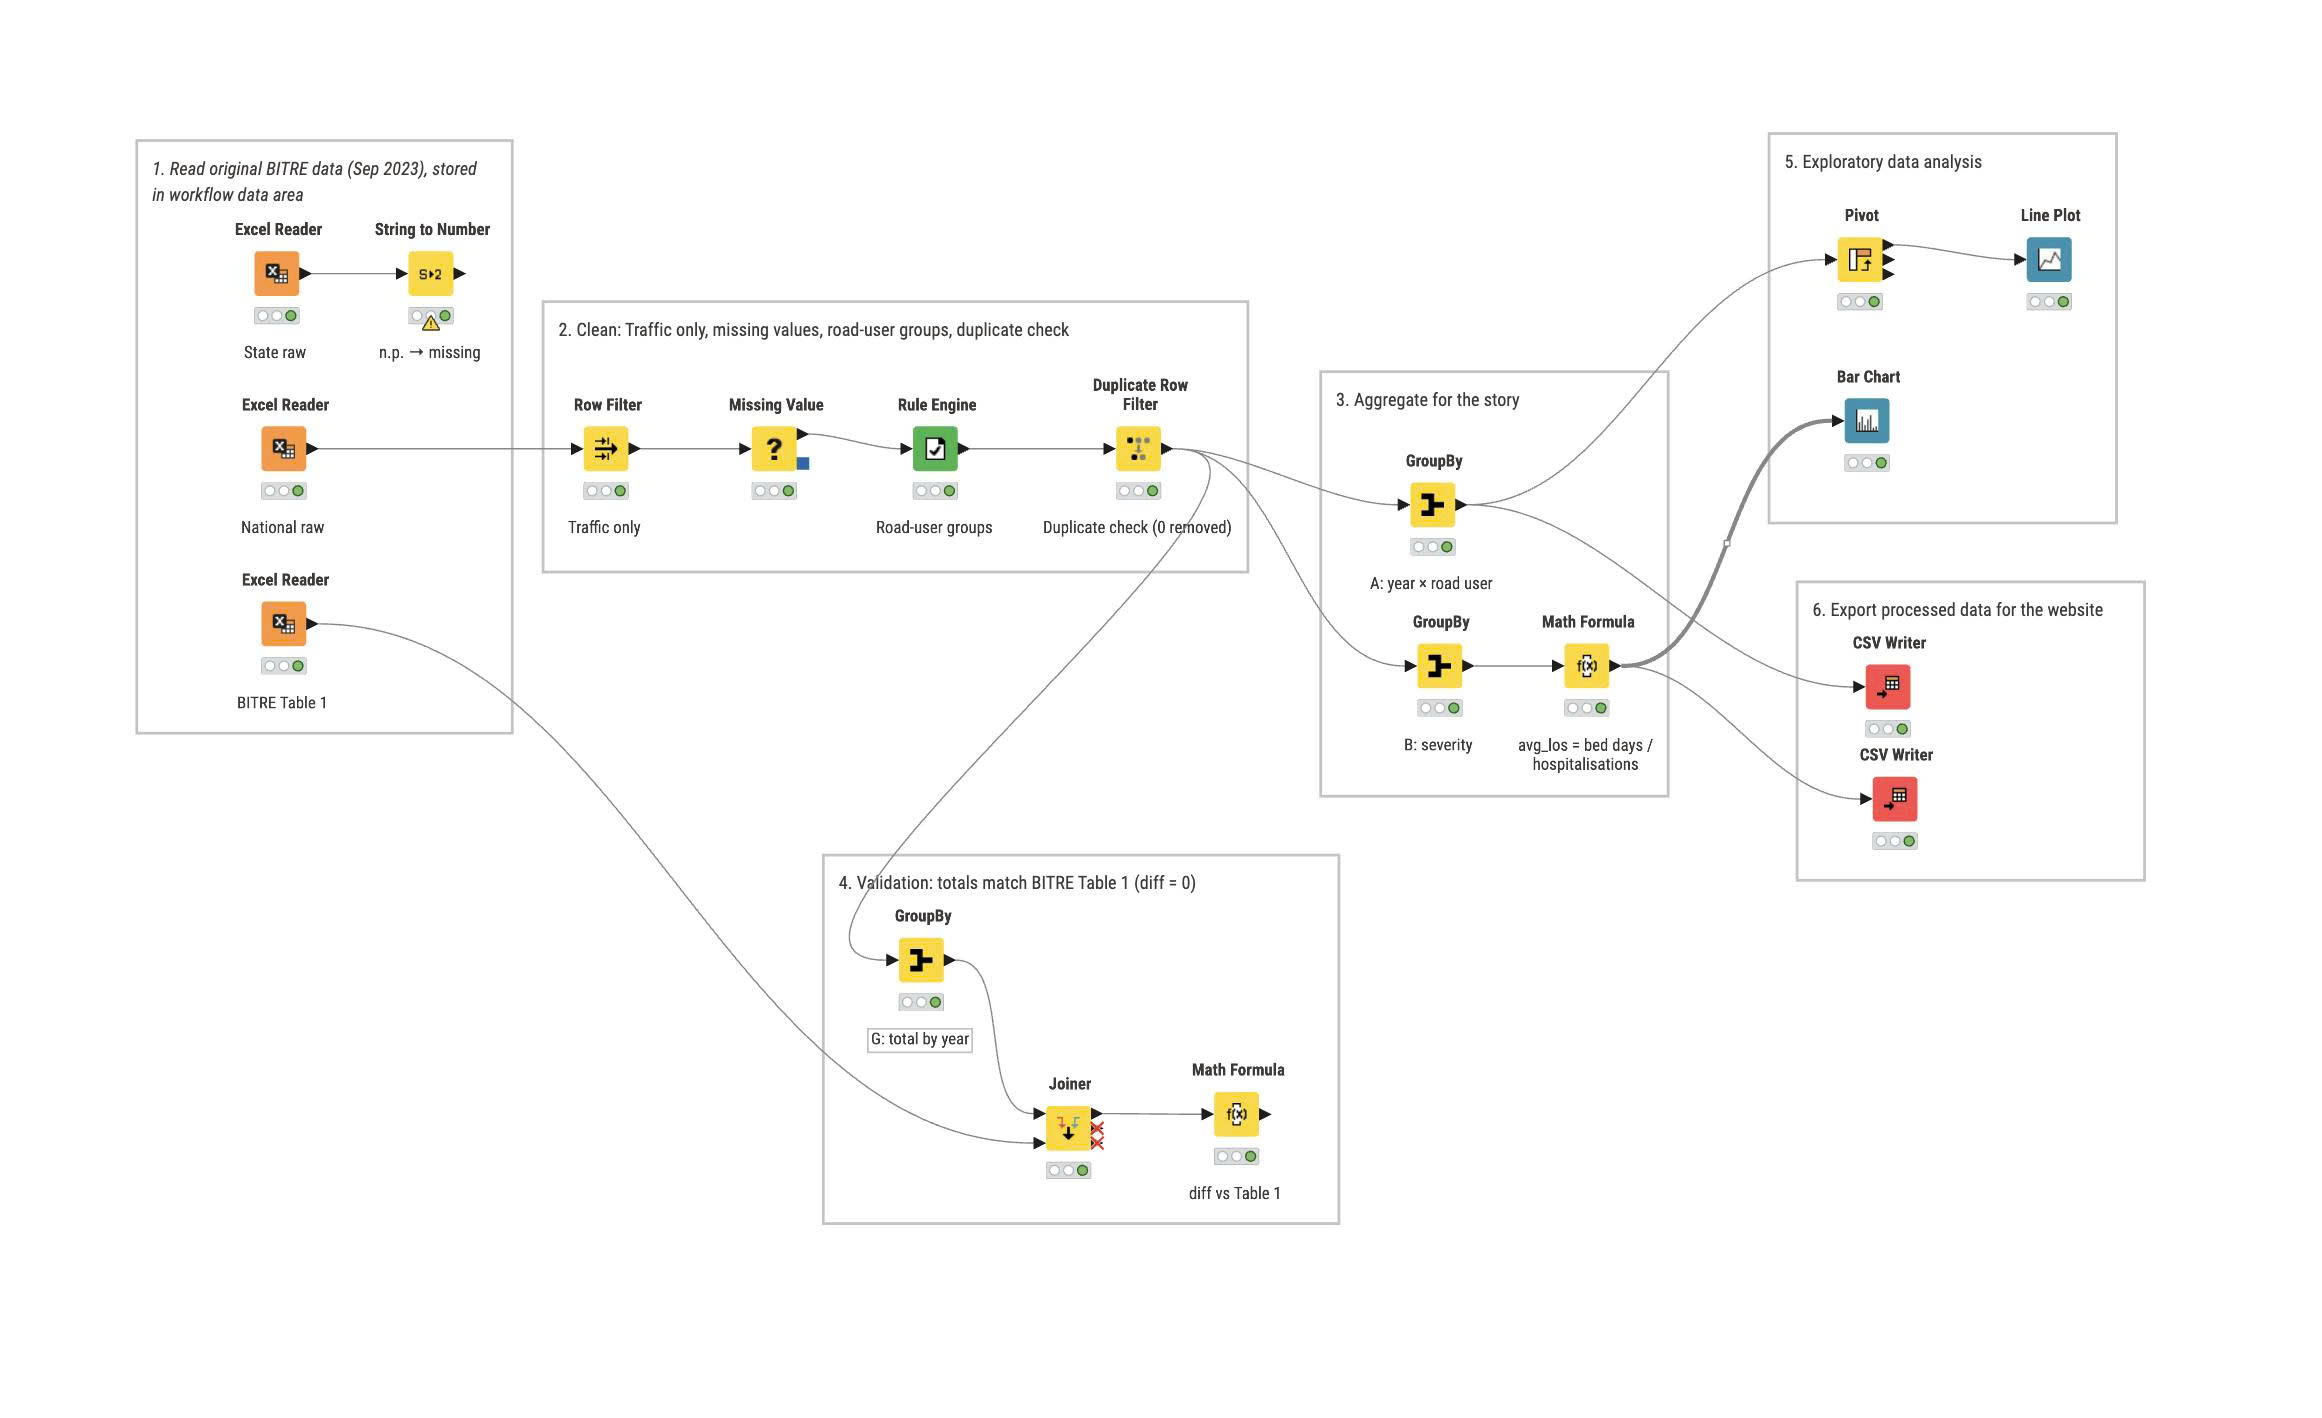 1. Read original BITRE data (Sep 2023), stored
in workflow data area
Excel Reader
String to Number
S▸2
State raw
n.p. → missing
Excel Reader
National raw
Excel Reader
BITRE Table 1
2. Clean: Traffic only, missing values, road-user groups, duplicate check
Row Filter
Missing Value
Rule Engine
Duplicate Row
Filter
?
Traffic only
Road-user groups
Duplicate check (0 removed)
3. Aggregate for the story
GroupBy
A: year × road user
GroupBy
Math Formula
f(x)
B: severity
avg_los = bed days /
hospitalisations
4. Validation: totals match BITRE Table 1 (diff = 0)
GroupBy
G: total by year
Joiner
Math Formula
f(x)
diff vs Table 1
5. Exploratory data analysis
Pivot
Line Plot
Bar Chart
6. Export processed data for the website
CSV Writer
CSV Writer